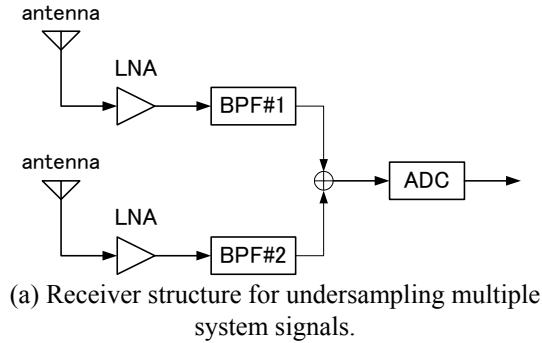 antenna
LNA
BPF#1
antenna
ADC
LNA
BPF#2
(a) Receiver structure for undersampling multiple
system signals.